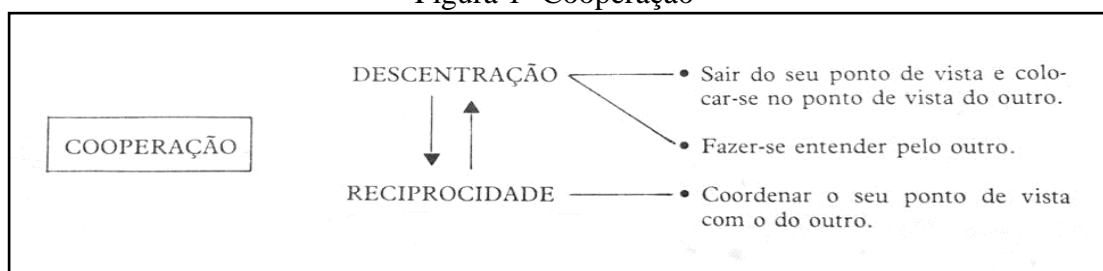 Figura 1- Cooperação
DESCENTRAÇÃO
• Sair do seu ponto de vista e colo-
car-se no ponto de vista do outro.
COOPERAÇÃO
• Fazer-se entender pelo outro.
RECIPROCIDADE
• Coordenar o seu ponto de vista
com o do outro.